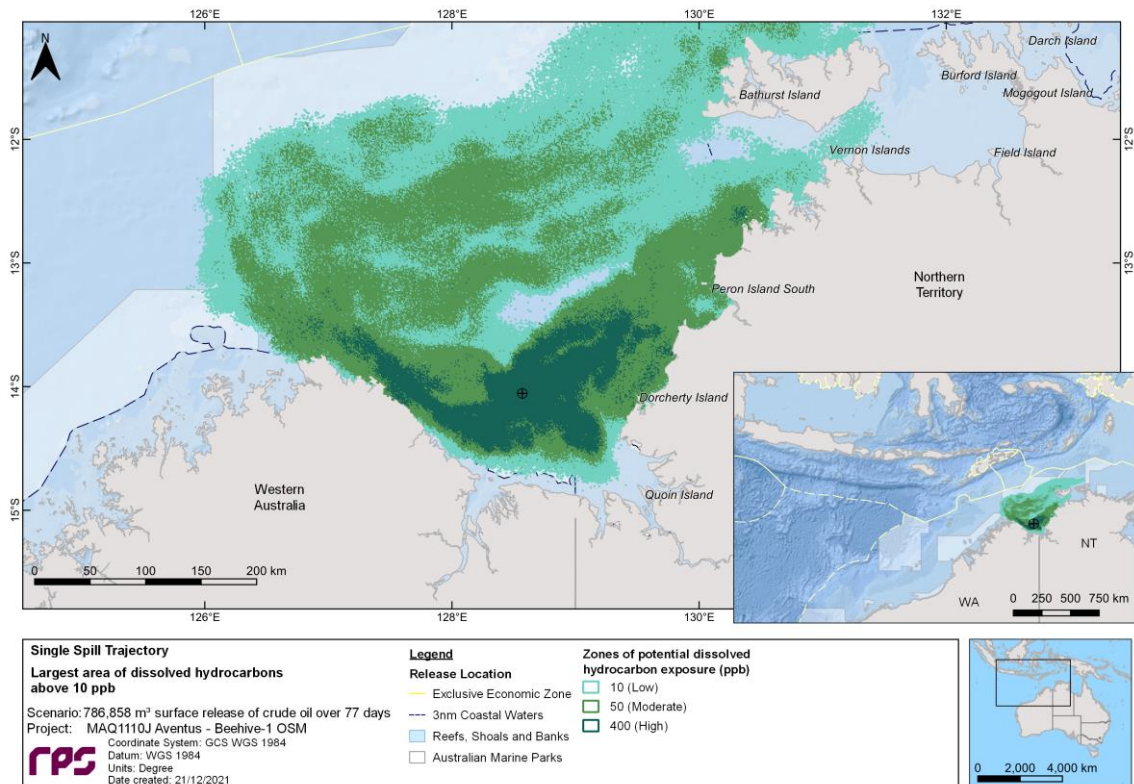 126°E
128°E
130°E
132°E
N
Darch Island
Burford Island
Bathurst Island
Mogogout Island
12°S
12°S
Vernon Islands
Field Island
13°S
13°S
Northern
Territory
Peron Island South
14°S
Dorcherty Island
Western
Australia
Quoin Island
15°S
0 50 100 150 200 km
126°E
128°E
130°E
NT
WA
0 250 500 750 km
Single Spill Trajectory
Largest area of dissolved hydrocarbons
above 10 ppb
Scenario: 786,858 m³ surface release of crude oil over 77 days
Project: MAQ1110J Aventus - Beehive-1 OSM
rps
Coordinate System: GCS WGS 1984
Datum: WGS 1984
Units: Degree
Date created: 21/12/2021
Legend
Release Location
Exclusive Economic Zone
3nm Coastal Waters
Reefs, Shoals and Banks
Australian Marine Parks
Zones of potential dissolved
hydrocarbon exposure (ppb)
10 (Low)
50 (Moderate)
400 (High)
0 2,000 4,000 km